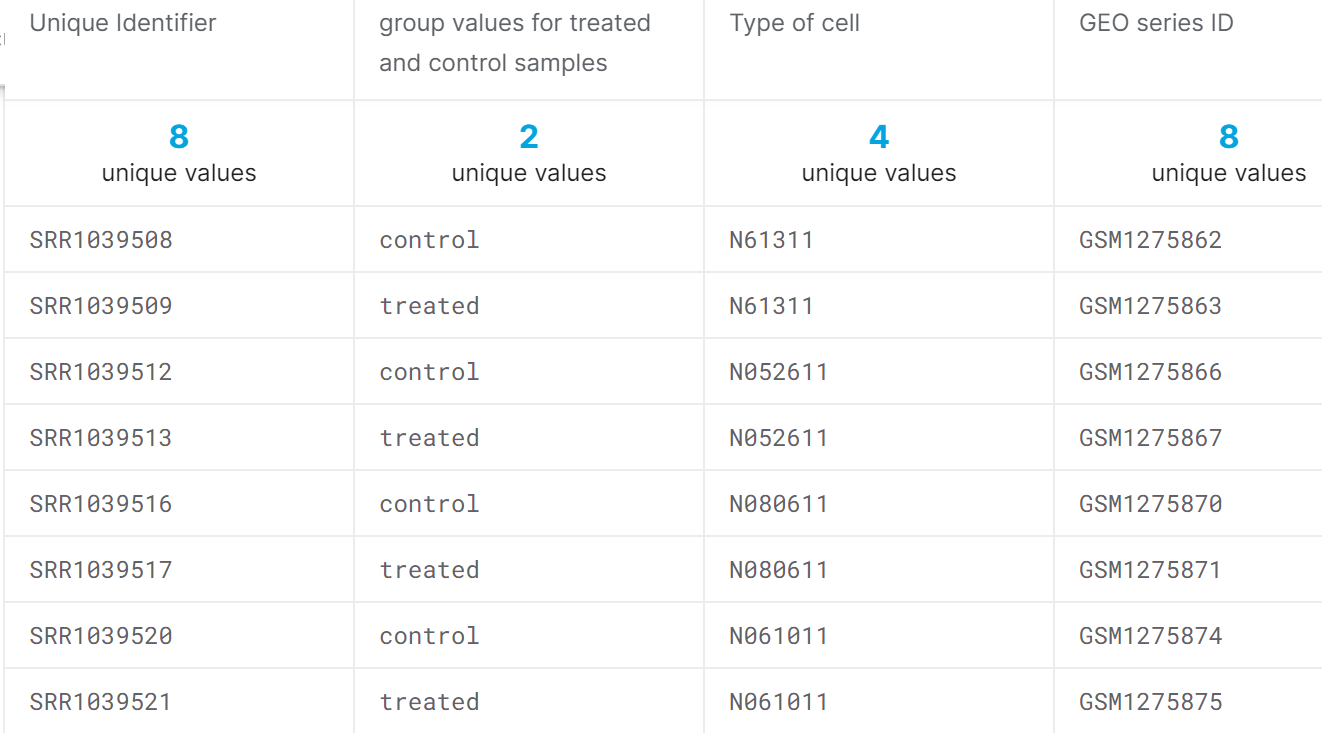 Unique Identifier group values for treated and control samples Type of cell GEO series ID
8 2 4 8
unique values unique values unique values unique values
SRR1039508 control N61311 GSM1275862
SRR1039509 treated N61311 GSM1275863
SRR1039512 control N052611 GSM1275866
SRR1039513 treated N052611 GSM1275867
SRR1039516 control N080611 GSM1275870
SRR1039517 treated N080611 GSM1275871
SRR1039520 control N061011 GSM1275874
SRR1039521 treated N061011 GSM1275875